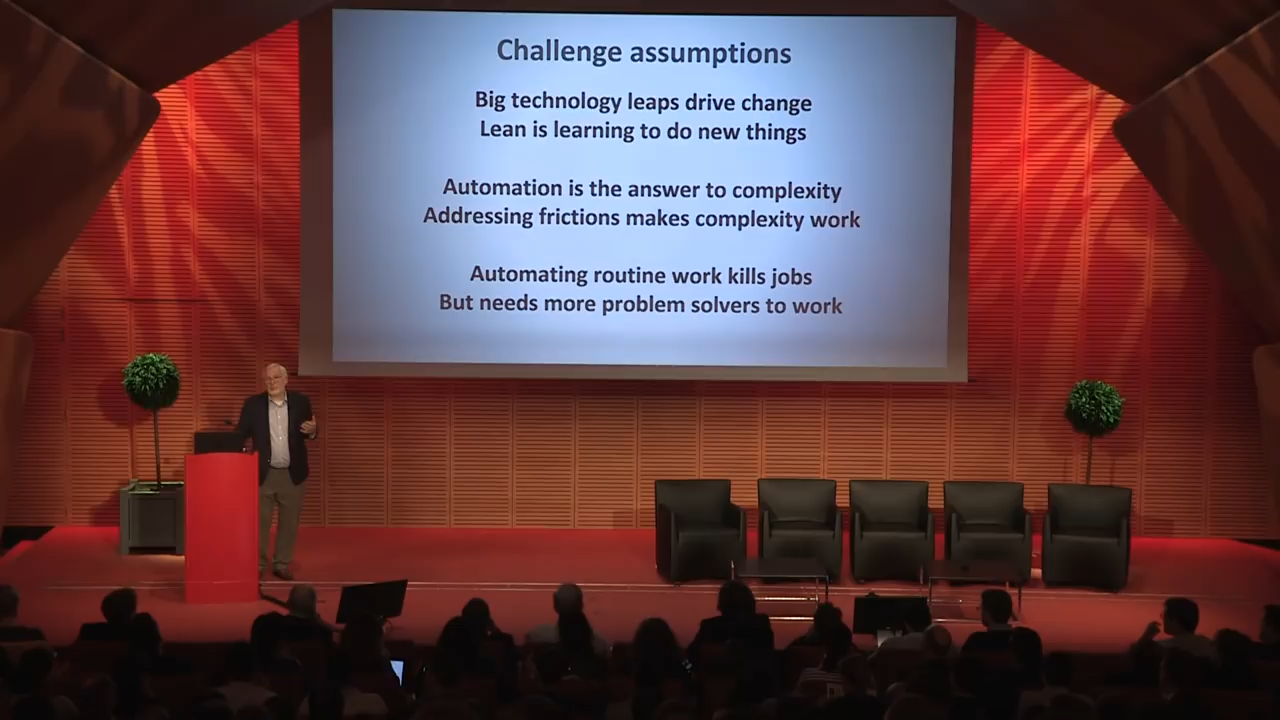 Challenge assumptions
Big technology leaps drive change
Lean is learning to do new things
Automation is the answer to complexity
Addressing frictions makes complexity work
Automating routine work kills jobs
But needs more problem solvers to work